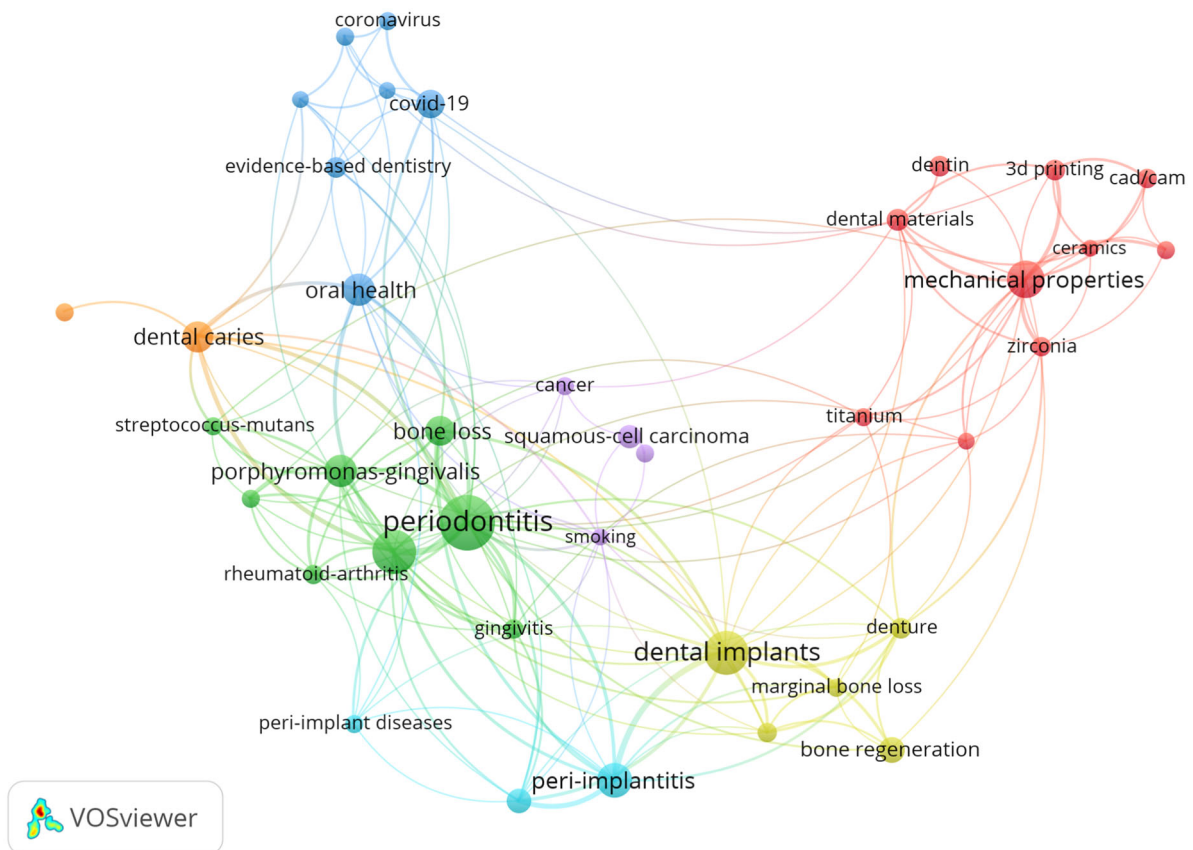 coronavirus
covid-19
evidence-based dentistry
dentin
3d printing
cad/cam
dental materials
ceramics
mechanical properties
oral health
dental caries
zirconia
cancer
titanium
streptococcus-mutans
bone loss
squamous-cell carcinoma
porphyromonas-gingivalis
periodontitis
smoking
rheumatoid-arthritis
gingivitis
denture
dental implants
marginal bone loss
peri-implant diseases
bone regeneration
peri-implantitis
VOSviewer